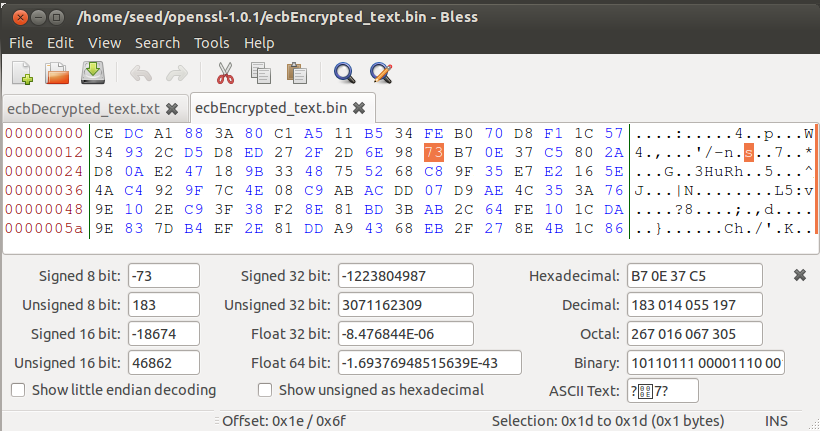 /home/seed/openssl-1.0.1/ecbEncrypted_text.bin - Bless
File Edit View Search Tools Help
ecbDecrypted_text.txt ecbEncrypted_text.bin
00000000 CE DC A1 88 3A 80 C1 A5 11 B5 34 FE B0 70 D8 F1 1C 57 ....:.....4..p...W
00000012 34 93 2C D5 D8 ED 27 2F 2D 6E 98 73 B7 0E 37 C5 80 2A 4.,...'/-n.s..7..*
00000024 D8 0A E2 47 18 9B 33 48 75 52 68 C8 9F 35 E7 E2 16 5E ...G..3HuRh..5...^
00000036 4A C4 92 9F 7C 4E 08 C9 AB AC DD 07 D9 AE 4C 35 3A 76 J...|N........L5:v
00000048 9E 10 2E C9 3F 38 F2 8E 81 BD 3B AB 2C 64 FE 10 1C DA ....?8....;.,d....
0000005a 9E 83 7D B4 EF 2E 81 DD A9 43 68 EB 2F 27 8E 4B 1C 86 ..}......Ch./'.K..
Signed 8 bit: -73 Signed 32 bit: -1223804987 Hexadecimal: B7 0E 37 C5
Unsigned 8 bit: 183 Unsigned 32 bit: 3071162309 Decimal: 183 014 055 197
Signed 16 bit: -18674 Float 32 bit: -8.476844E-06 Octal: 267 016 067 305
Unsigned 16 bit: 46862 Float 64 bit: -1.69376948515639E-43 Binary: 10110111 00001110 00
Show little endian decoding Show unsigned as hexadecimal ASCII Text: ?7?
Offset: 0x1e / 0x6f Selection: 0x1d to 0x1d (0x1 bytes) INS